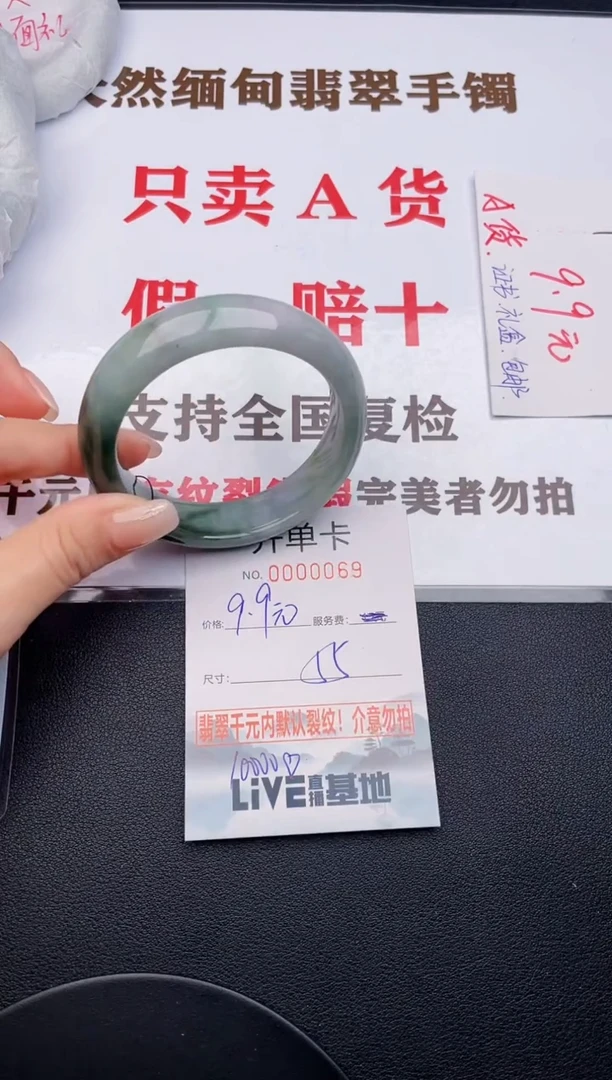 面礼
天然缅甸翡翠手镯
只卖 A 货
假 赔十
支持全国复检
千元 纹裂 完美者勿拍
A货. 9.9元
证书.礼盒.包邮.
开单卡
NO. 0000069
价格: 9.9元 服务费:
尺寸: 55
翡翠千元内默认裂纹!介意勿拍
10000♡
LiVE直播基地